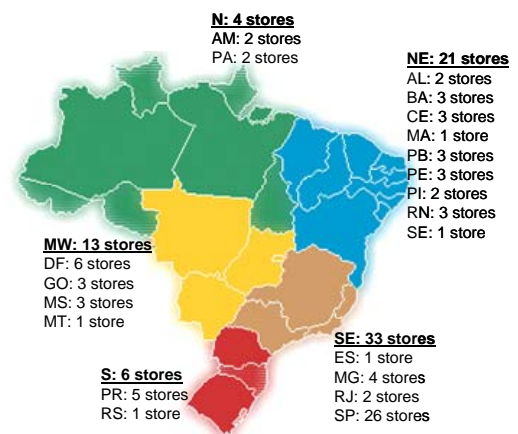 N: 4 stores
AM: 2 stores
PA: 2 stores
NE: 21 stores
AL: 2 stores
BA: 3 stores
CE: 3 stores
MA: 1 store
PB: 3 stores
PE: 3 stores
PI: 2 stores
RN: 3 stores
SE: 1 store
MW: 13 stores
DF: 6 stores
GO: 3 stores
MS: 3 stores
MT: 1 store
SE: 33 stores
ES: 1 store
MG: 4 stores
RJ: 2 stores
SP: 26 stores
S: 6 stores
PR: 5 stores
RS: 1 store